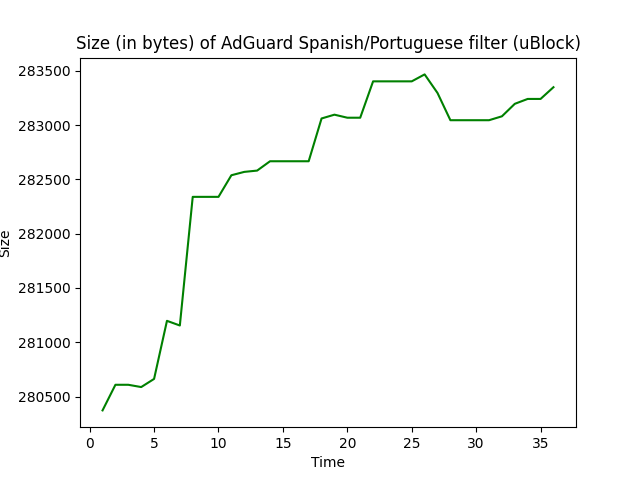 Size (in bytes) of AdGuard Spanish/Portuguese filter (uBlock)
283500
283000
282500
282000
281500
281000
280500
Size
0 5 10 15 20 25 30 35
Time